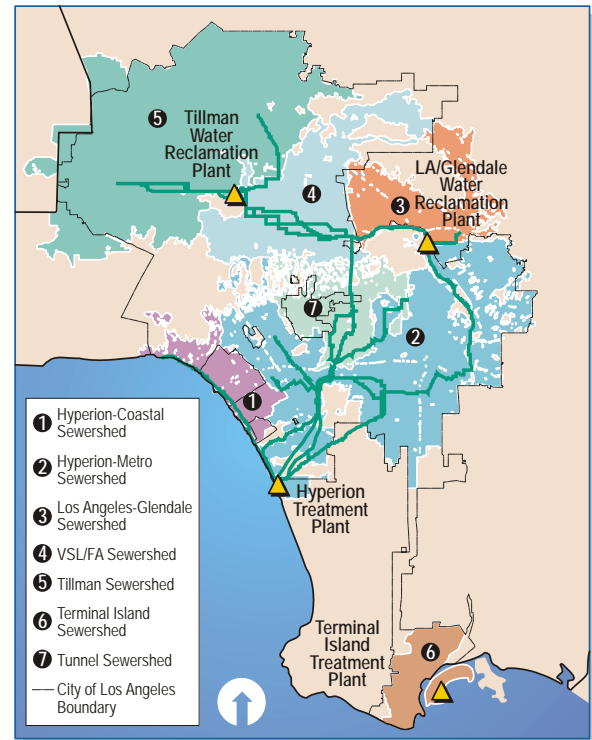 5
Tillman
Water
Reclamation
Plant
4
LA/Glendale
Water
Reclamation
Plant
3
7
2
1
Hyperion
Treatment
Plant
Terminal
Island
Treatment
Plant
6
1 Hyperion-Coastal
Sewershed
2 Hyperion-Metro
Sewershed
3 Los Angeles-Glendale
Sewershed
4 VSL/FA Sewershed
5 Tillman Sewershed
6 Terminal Island
Sewershed
7 Tunnel Sewershed
City of Los Angeles
Boundary